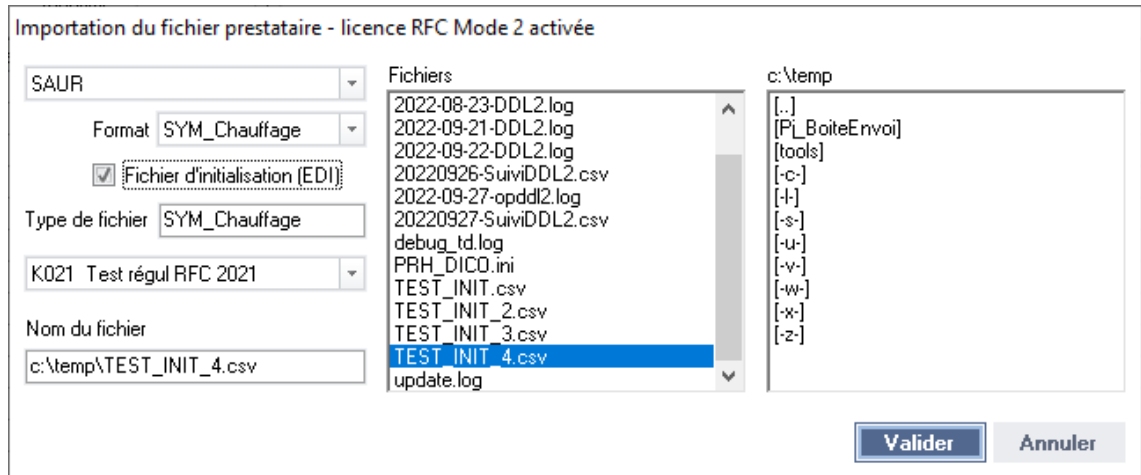 Importation du fichier prestataire - licence RFC Mode 2 activée
SAUR
Format SYM_Chauffage
Fichier d'initialisation (EDI)
Type de fichier SYM_Chauffage
K021 Test régul RFC 2021
Nom du fichier
c:\temp\TEST_INIT_4.csv
Fichiers
2022-08-23-DDL2.log
2022-09-21-DDL2.log
2022-09-22-DDL2.log
20220926-SuiviDDL2.csv
2022-09-27-opddl2.log
20220927-SuiviDDL2.csv
debug_td.log
PRH_DICO.ini
TEST_INIT.csv
TEST_INIT_2.csv
TEST_INIT_3.csv
TEST_INIT_4.csv
update.log
c:\temp
[..]
[Pj_BoiteEnvoi]
[tools]
[-c-]
[-l-]
[-s-]
[-u-]
[-v-]
[-w-]
[-x-]
[-z-]
Valider
Annuler